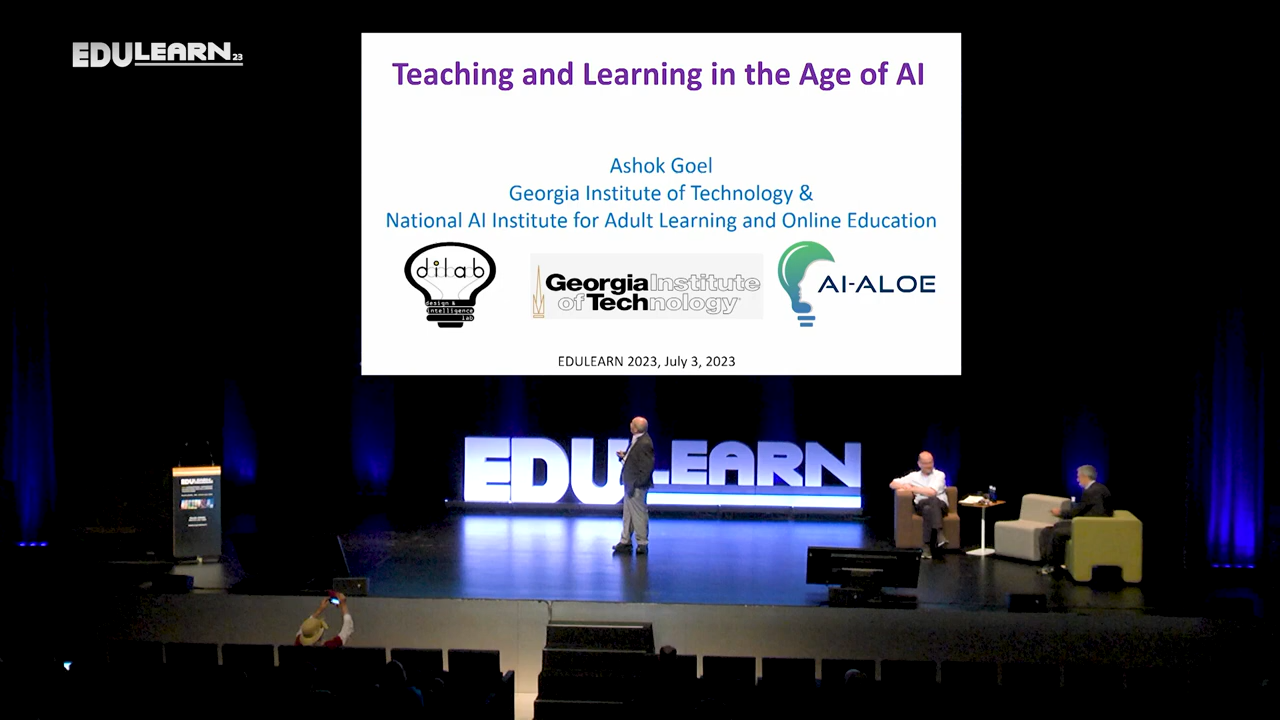 EDULEARN23
Teaching and Learning in the Age of AI
Ashok Goel
Georgia Institute of Technology &
National AI Institute for Adult Learning and Online Education
dilab
design &
intelligence
lab
Georgia Institute
of Technology
AI-ALOE
EDULEARN 2023, July 3, 2023
EDULEARN